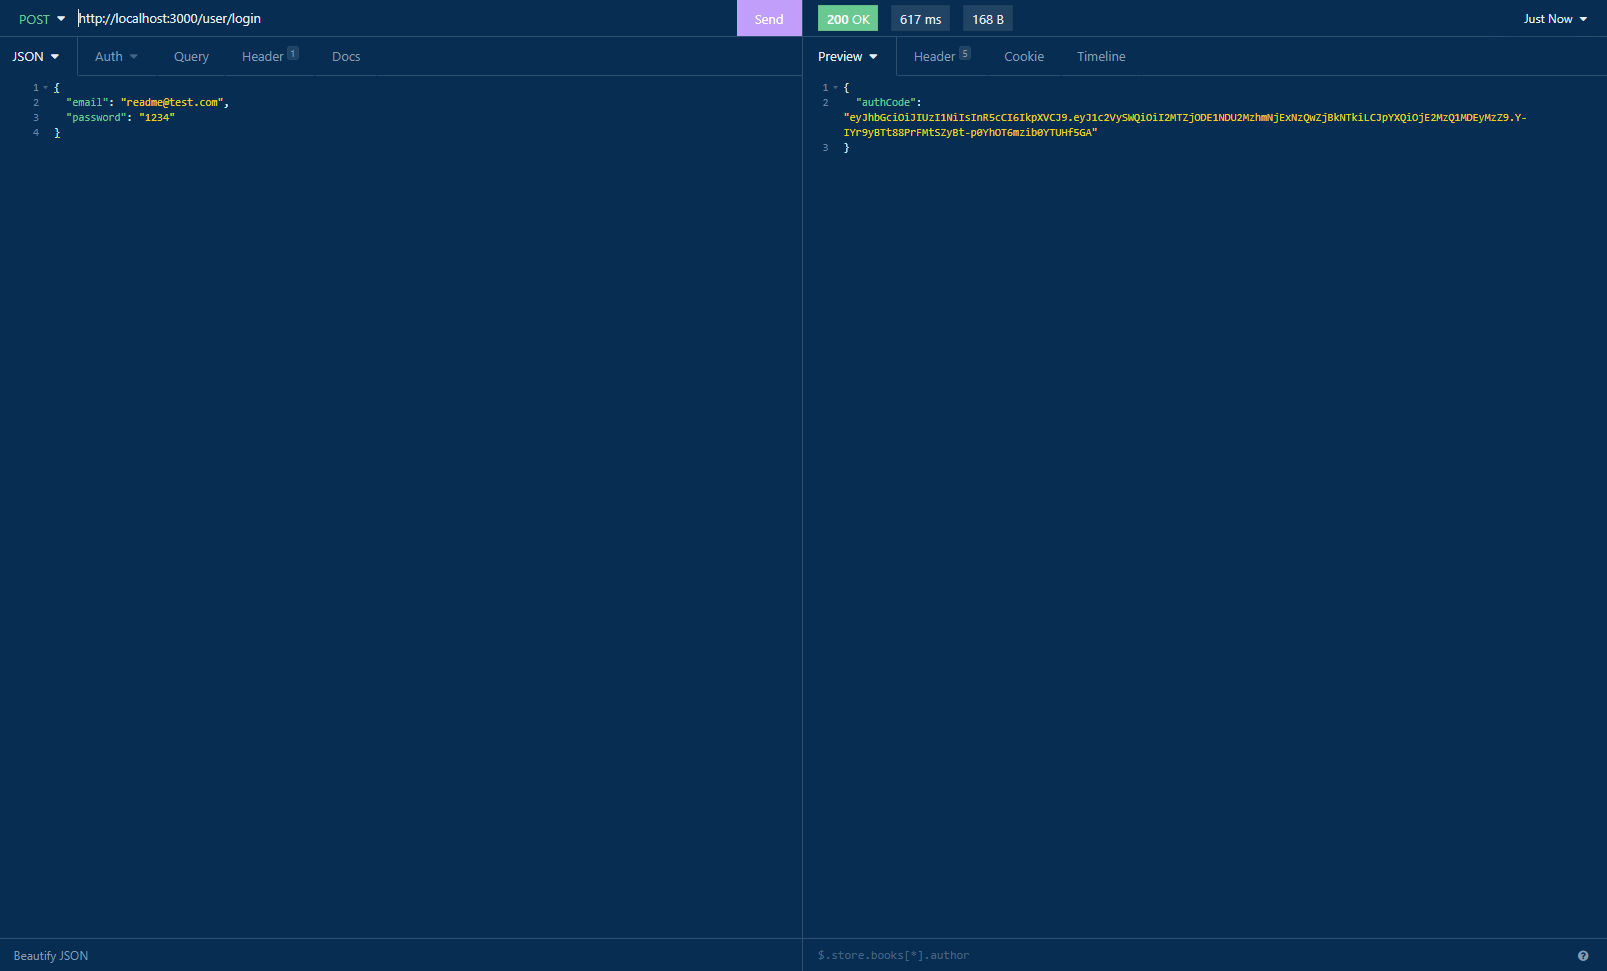 POST http://localhost:3000/user/login Send
200 OK 617 ms 168 B Just Now
JSON Auth Query Header 1 Docs
Preview Header 5 Cookie Timeline
1 {
2 "email": "readme@test.com",
3 "password": "1234"
4 }
1 {
2 "authCode":
"eyJhbGciOiJIUzI1NiIsInR5cCI6IkpXVCJ9.eyJ1c2VySWQiOiI2MTZjODE1NDU2MzhmNjExNzQwZjBkNTkiLCJpYXQiOjE2MzQ1MDEyMzZ9.Y-
IYr9yBTt88PrFMtSZyBt-p0YhOT6mzib0YTUHf5GA"
3 }
Beautify JSON
$.store.books[*].author